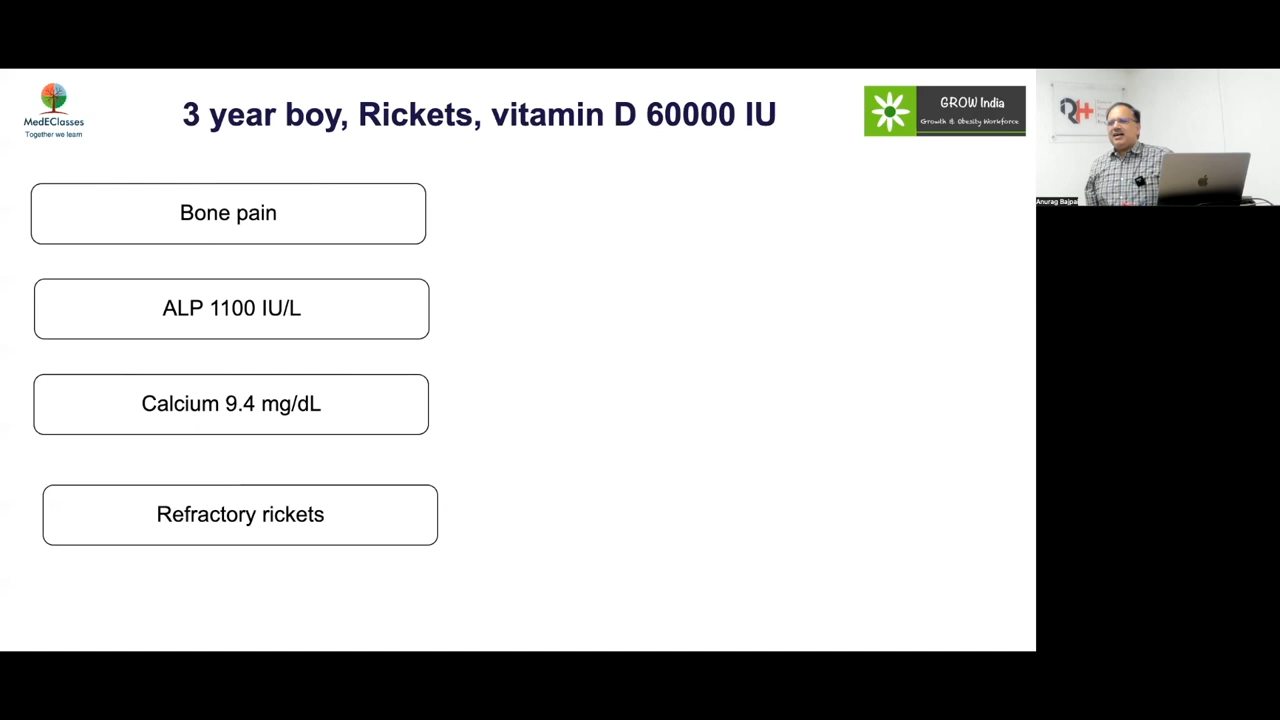 MedEClasses
Together we learn
3 year boy, Rickets, vitamin D 60000 IU
GROW India
Growth & Obesity Workforce
Anurag Bajpai
Bone pain
ALP 1100 IU/L
Calcium 9.4 mg/dL
Refractory rickets